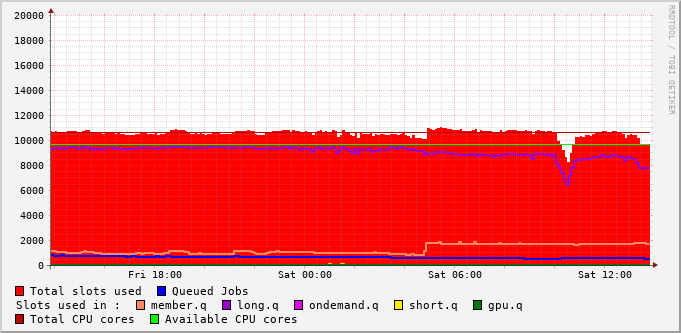 20000
18000
16000
14000
12000
10000
8000
6000
4000
2000
0
Fri 18:00 Sat 00:00 Sat 06:00 Sat 12:00
Total slots used Queued Jobs
Slots used in : member.q long.q ondemand.q short.q gpu.q
Total CPU cores Available CPU cores
RRDTOOL / TOBI OETIKER